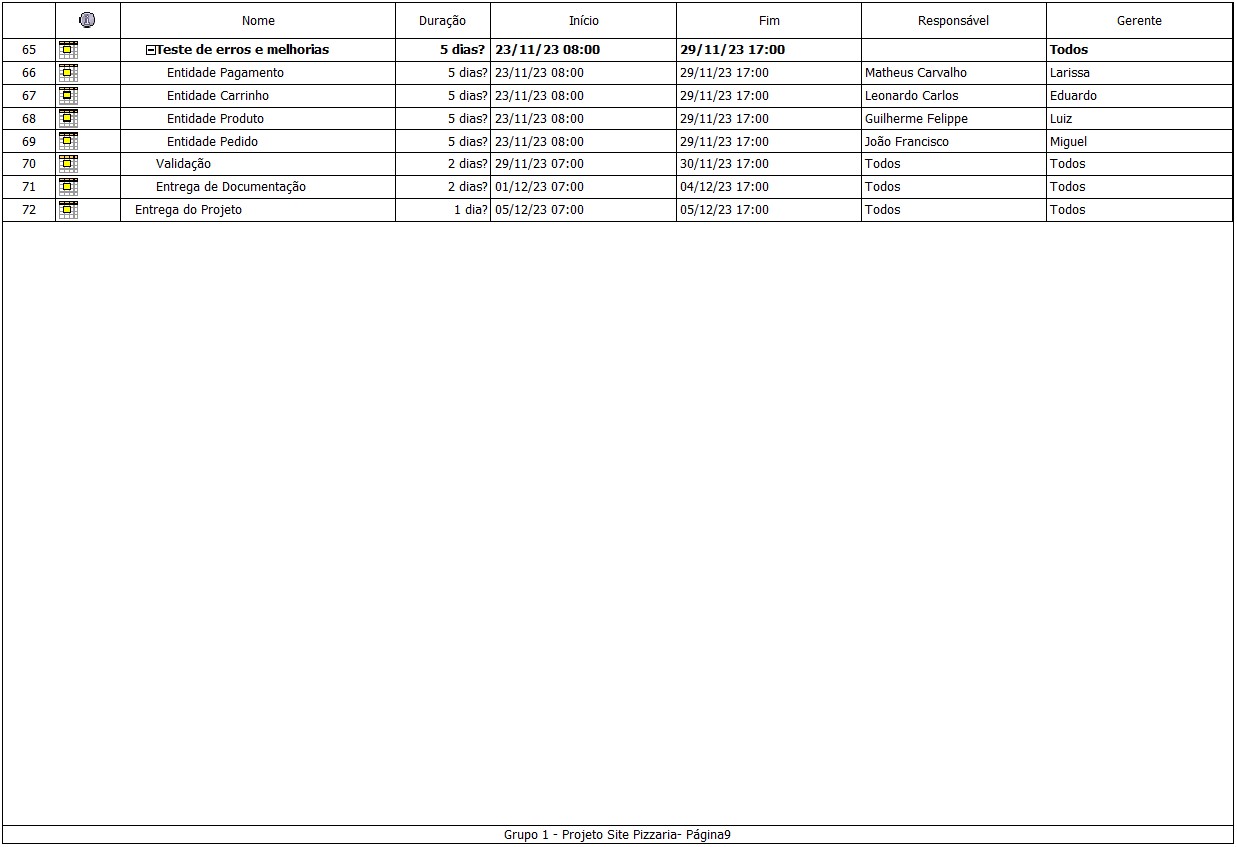 Nome Duração Início Fim Responsável Gerente
65 Teste de erros e melhorias 5 dias? 23/11/23 08:00 29/11/23 17:00 Todos
66 Entidade Pagamento 5 dias? 23/11/23 08:00 29/11/23 17:00 Matheus Carvalho Larissa
67 Entidade Carrinho 5 dias? 23/11/23 08:00 29/11/23 17:00 Leonardo Carlos Eduardo
68 Entidade Produto 5 dias? 23/11/23 08:00 29/11/23 17:00 Guilherme Felippe Luiz
69 Entidade Pedido 5 dias? 23/11/23 08:00 29/11/23 17:00 João Francisco Miguel
70 Validação 2 dias? 29/11/23 07:00 30/11/23 17:00 Todos Todos
71 Entrega de Documentação 2 dias? 01/12/23 07:00 04/12/23 17:00 Todos Todos
72 Entrega do Projeto 1 dia? 05/12/23 07:00 05/12/23 17:00 Todos Todos
Grupo 1 - Projeto Site Pizzaria- Página9